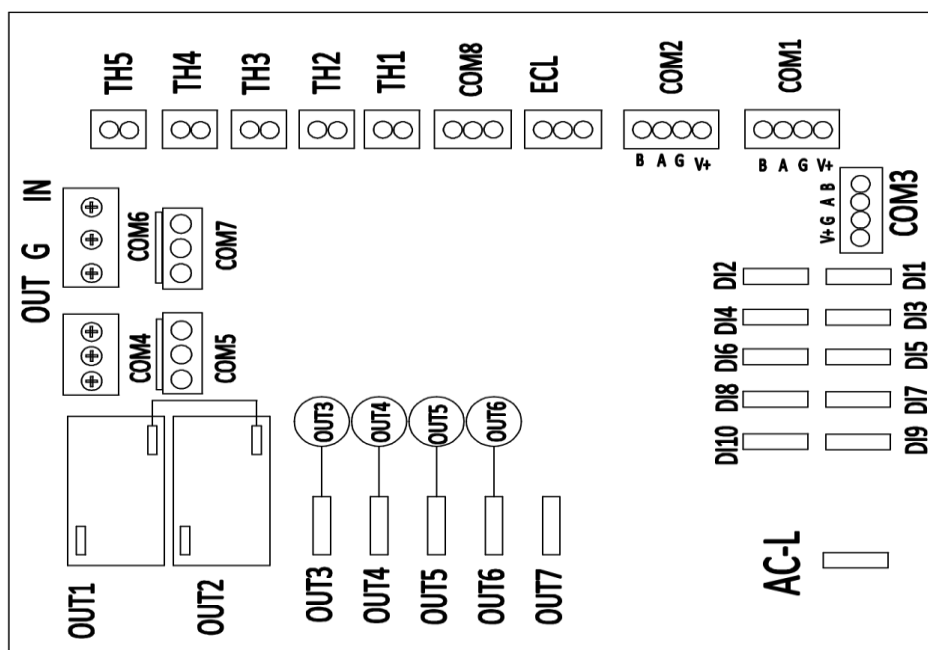 TH5
TH4
TH3
TH2
TH1
COM8
ECL
COM2
COM1
B A G V+
B A G V+
COM3
V+ G A B
OUT G IN
COM6
COM7
COM4
COM5
DI2
DI1
DI4
DI3
DI6
DI5
DI8
DI7
DI10
DI9
OUT3
OUT4
OUT5
OUT6
OUT1
OUT2
OUT3
OUT4
OUT5
OUT6
OUT7
AC-L